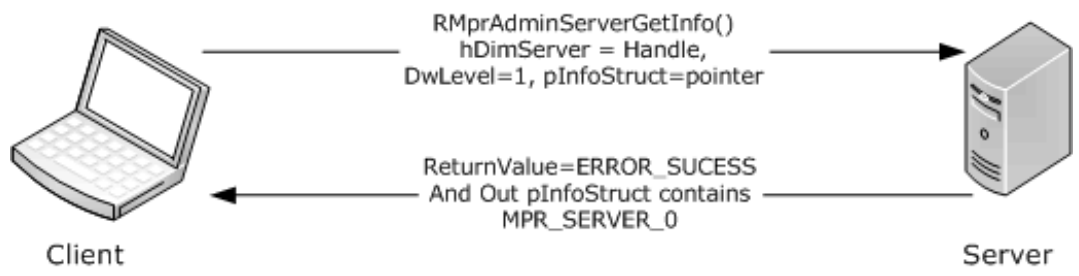 RMprAdminServerGetInfo()
hDimServer = Handle,
DwLevel=1, pInfoStruct=pointer
ReturnValue=ERROR_SUCESS
And Out pInfoStruct contains
MPR_SERVER_0
Client
Server